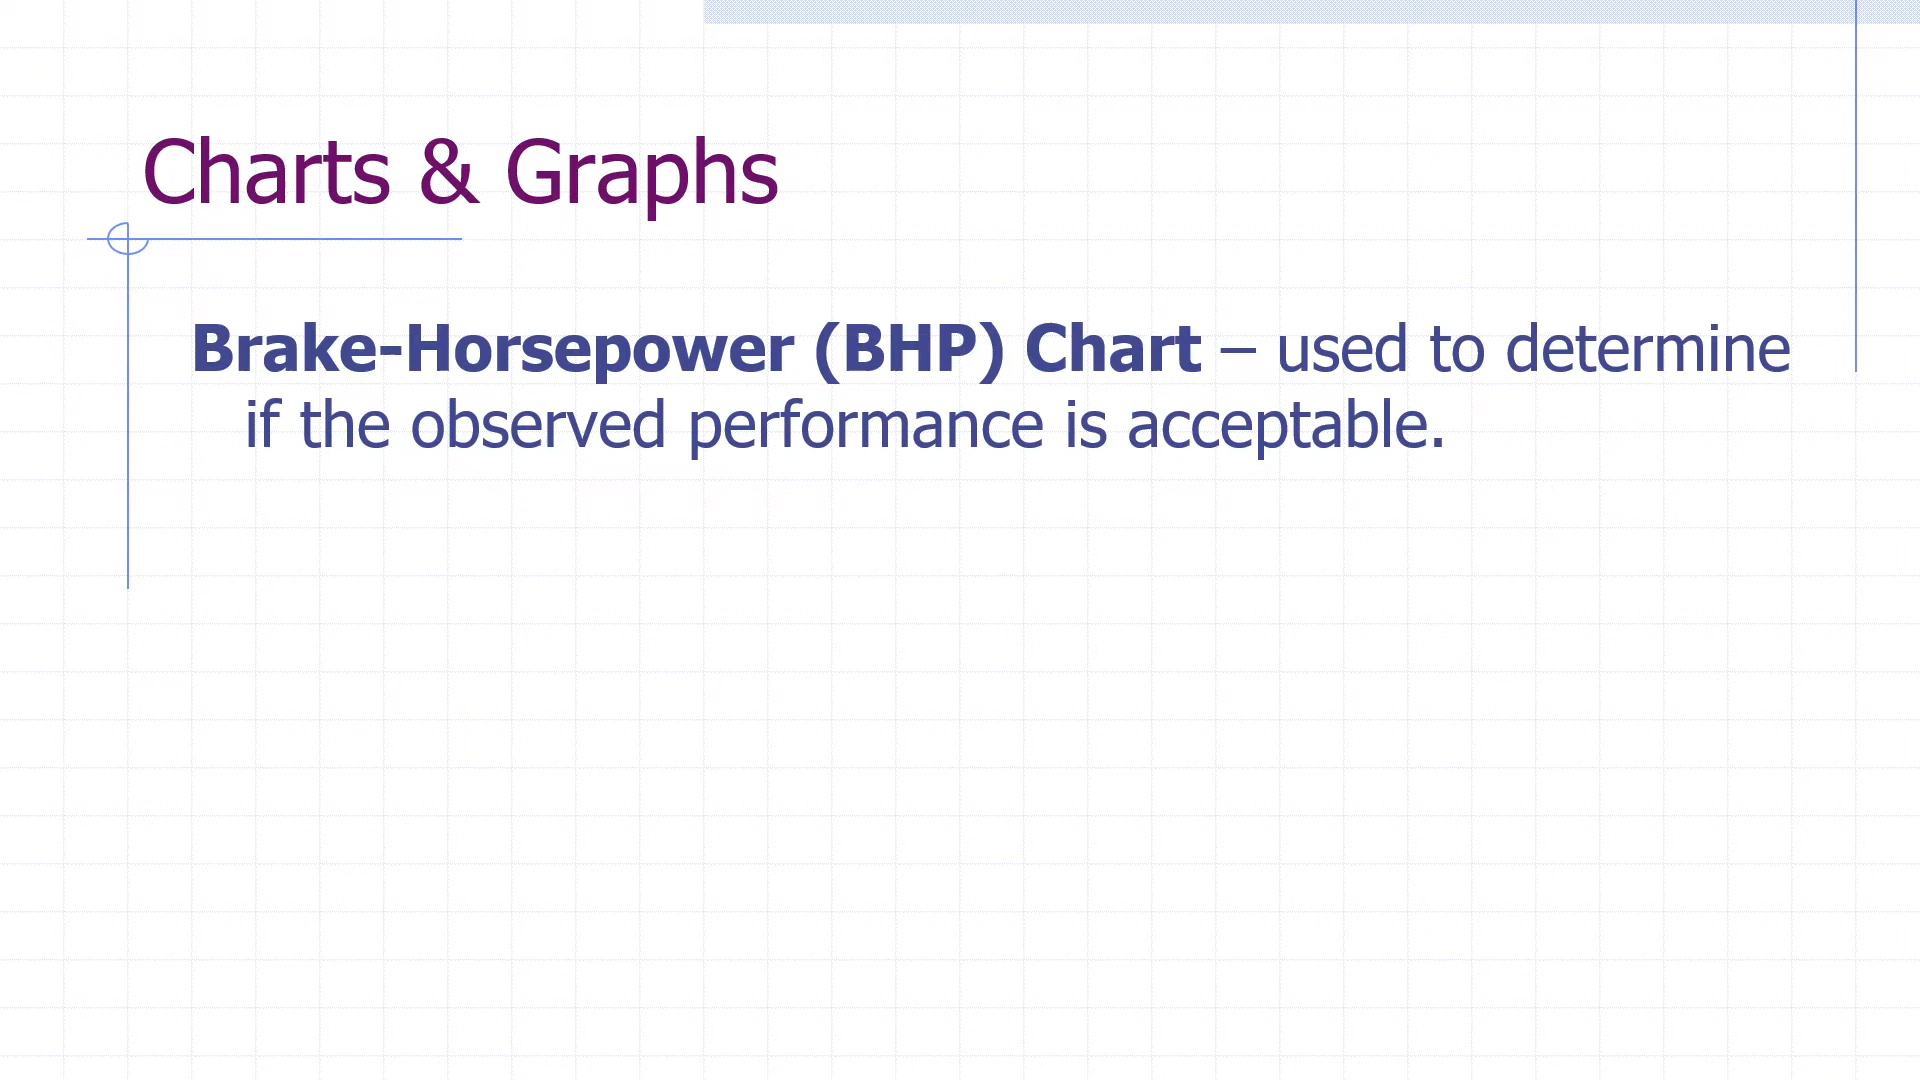 Charts & Graphs
Brake-Horsepower (BHP) Chart – used to determine
if the observed performance is acceptable.